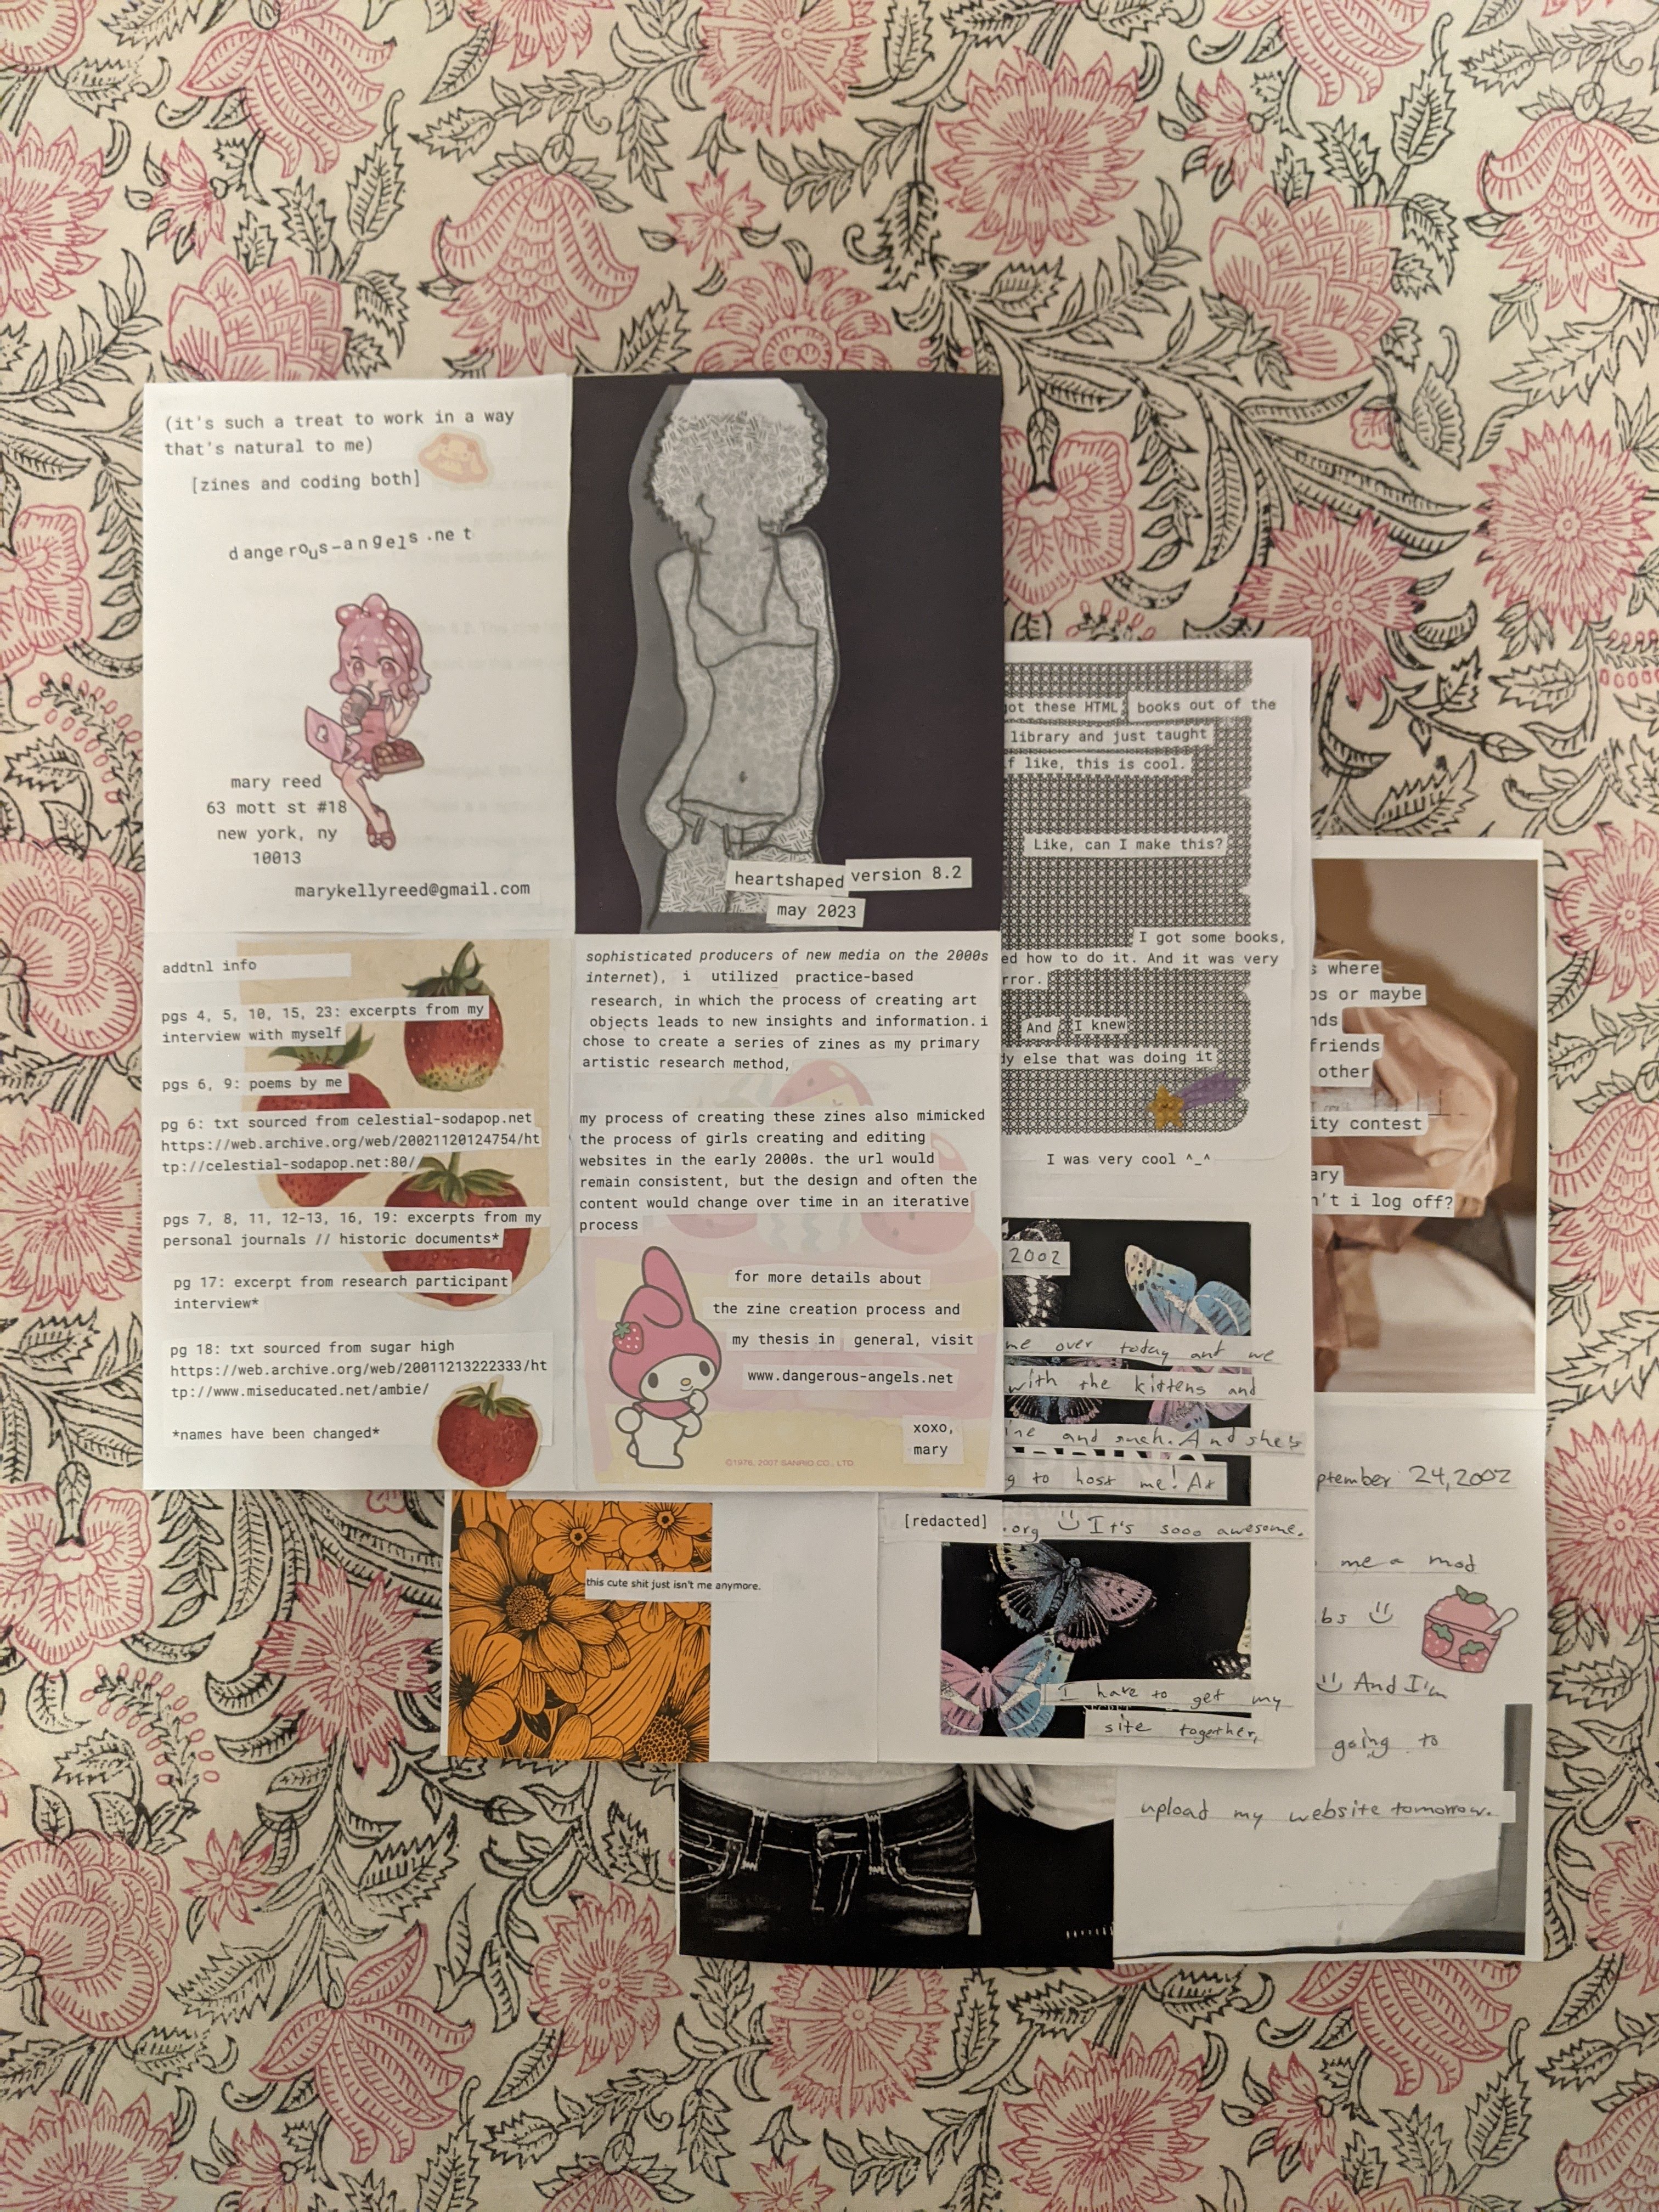 (it's such a treat to work in a way
that's natural to me)
[zines and coding both]
dangerous-angels.net
mary reed
63 mott st #18
new york, ny
10013
marykellyreed@gmail.com
heartshaped version 8.2
may 2023
addtnl info
pgs 4, 5, 10, 15, 23: excerpts from my
interview with myself
pgs 6, 9: poems by me
pg 6: txt sourced from celestial-sodapop.net
https://web.archive.org/web/20021120124754/ht
tp://celestial-sodapop.net:80/
pgs 7, 8, 11, 12-13, 16, 19: excerpts from my
personal journals // historic documents*
pg 17: excerpt from research participant
interview*
pg 18: txt sourced from sugar high
https://web.archive.org/web/20011213222333/ht
tp://www.miseducated.net/ambie/
*names have been changed*
sophisticated producers of new media on the 2000s
internet), i utilized practice-based
research, in which the process of creating art
objects leads to new insights and information. i
chose to create a series of zines as my primary
artistic research method,
my process of creating these zines also mimicked
the process of girls creating and editing
websites in the early 2000s. the url would
remain consistent, but the design and often the
content would change over time in an iterative
process
for more details about
the zine creation process and
my thesis in general, visit
www.dangerous-angels.net
xoxo,
mary
©1976, 2007 SANRIO CO., LTD.
ot these HTML books out of the
library and just taught
f like, this is cool.
Like, can I make this?
I got some books,
ed how to do it. And it was very
rror.
And I knew
dy else that was doing it
I was very cool ^_^
2002
me over today and we
with the kittens and
ine and such. And she's
g to host me! At
[redacted] .org It's sooo awesome.
I have to get my
site together,
this cute shit just isn't me anymore.
s where
os or maybe
nds
friends
other
ity contest
ary
n't i log off?
ptember 24, 2002
me a mod
bs
And I'm
going to
upload my website tomorrow.